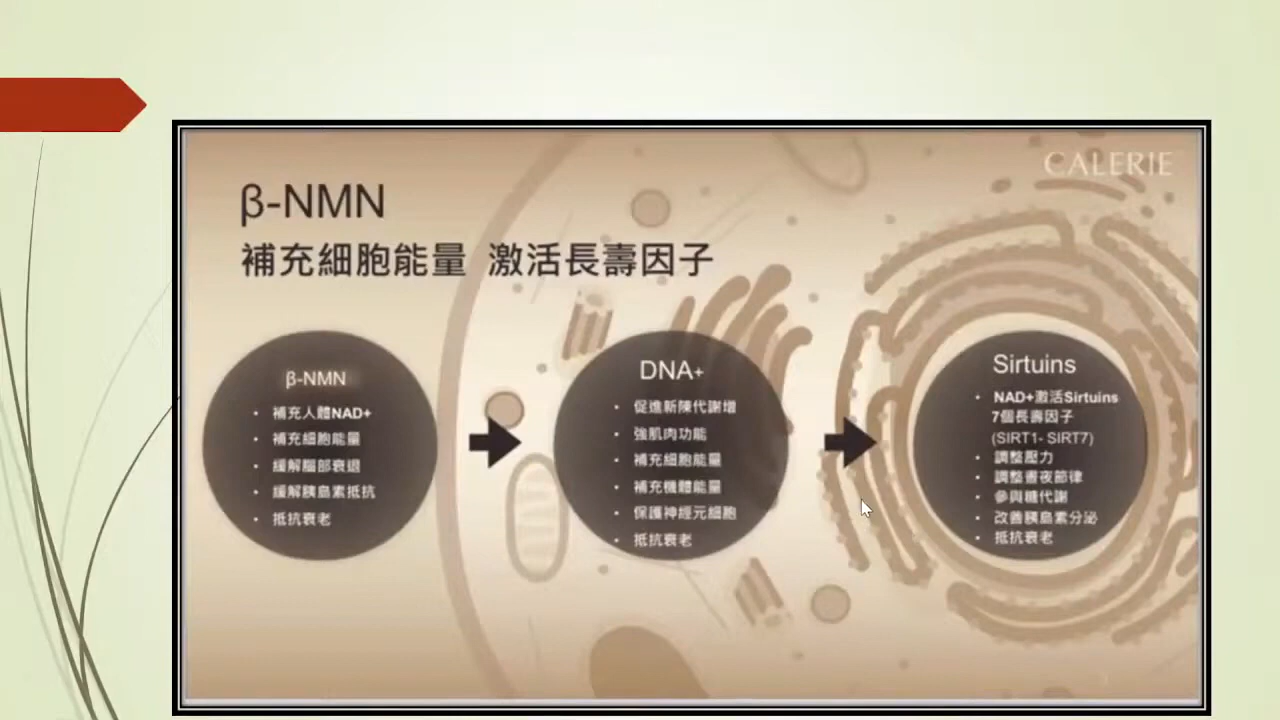 CALERIE
β-NMN
補充細胞能量 激活長壽因子
β-NMN
• 補充人體NAD+
• 補充細胞能量
• 緩解腦部衰退
• 緩解胰島素抵抗
• 抵抗衰老
DNA+
• 促進新陳代謝增
• 強肌肉功能
• 補充細胞能量
• 補充機體能量
• 保護神經元細胞
• 抵抗衰老
Sirtuins
• NAD+激活Sirtuins
7個長壽因子
(SIRT1- SIRT7)
• 調整壓力
• 調整晝夜節律
• 參與糖代謝
• 改善胰島素分泌
• 抵抗衰老